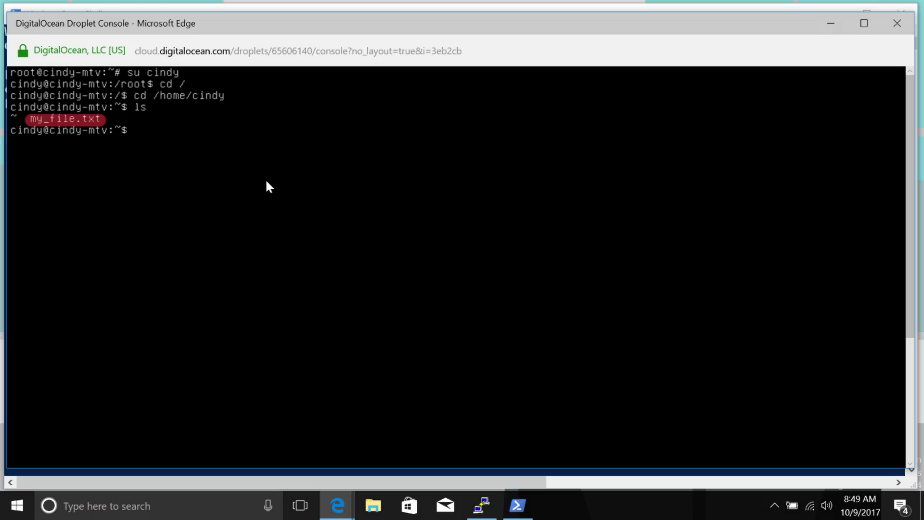 DigitalOcean Droplet Console - Microsoft Edge
DigitalOcean, LLC [US] cloud.digitalocean.com/droplets/65606140/console?no_layout=true&i=3eb2cb
root@cindy-mtv:~# su cindy
cindy@cindy-mtv:/root$ cd /
cindy@cindy-mtv:/$ cd /home/cindy
cindy@cindy-mtv:~$ ls
~ my_file.txt
cindy@cindy-mtv:~$
Type here to search
8:49 AM
10/9/2017
4